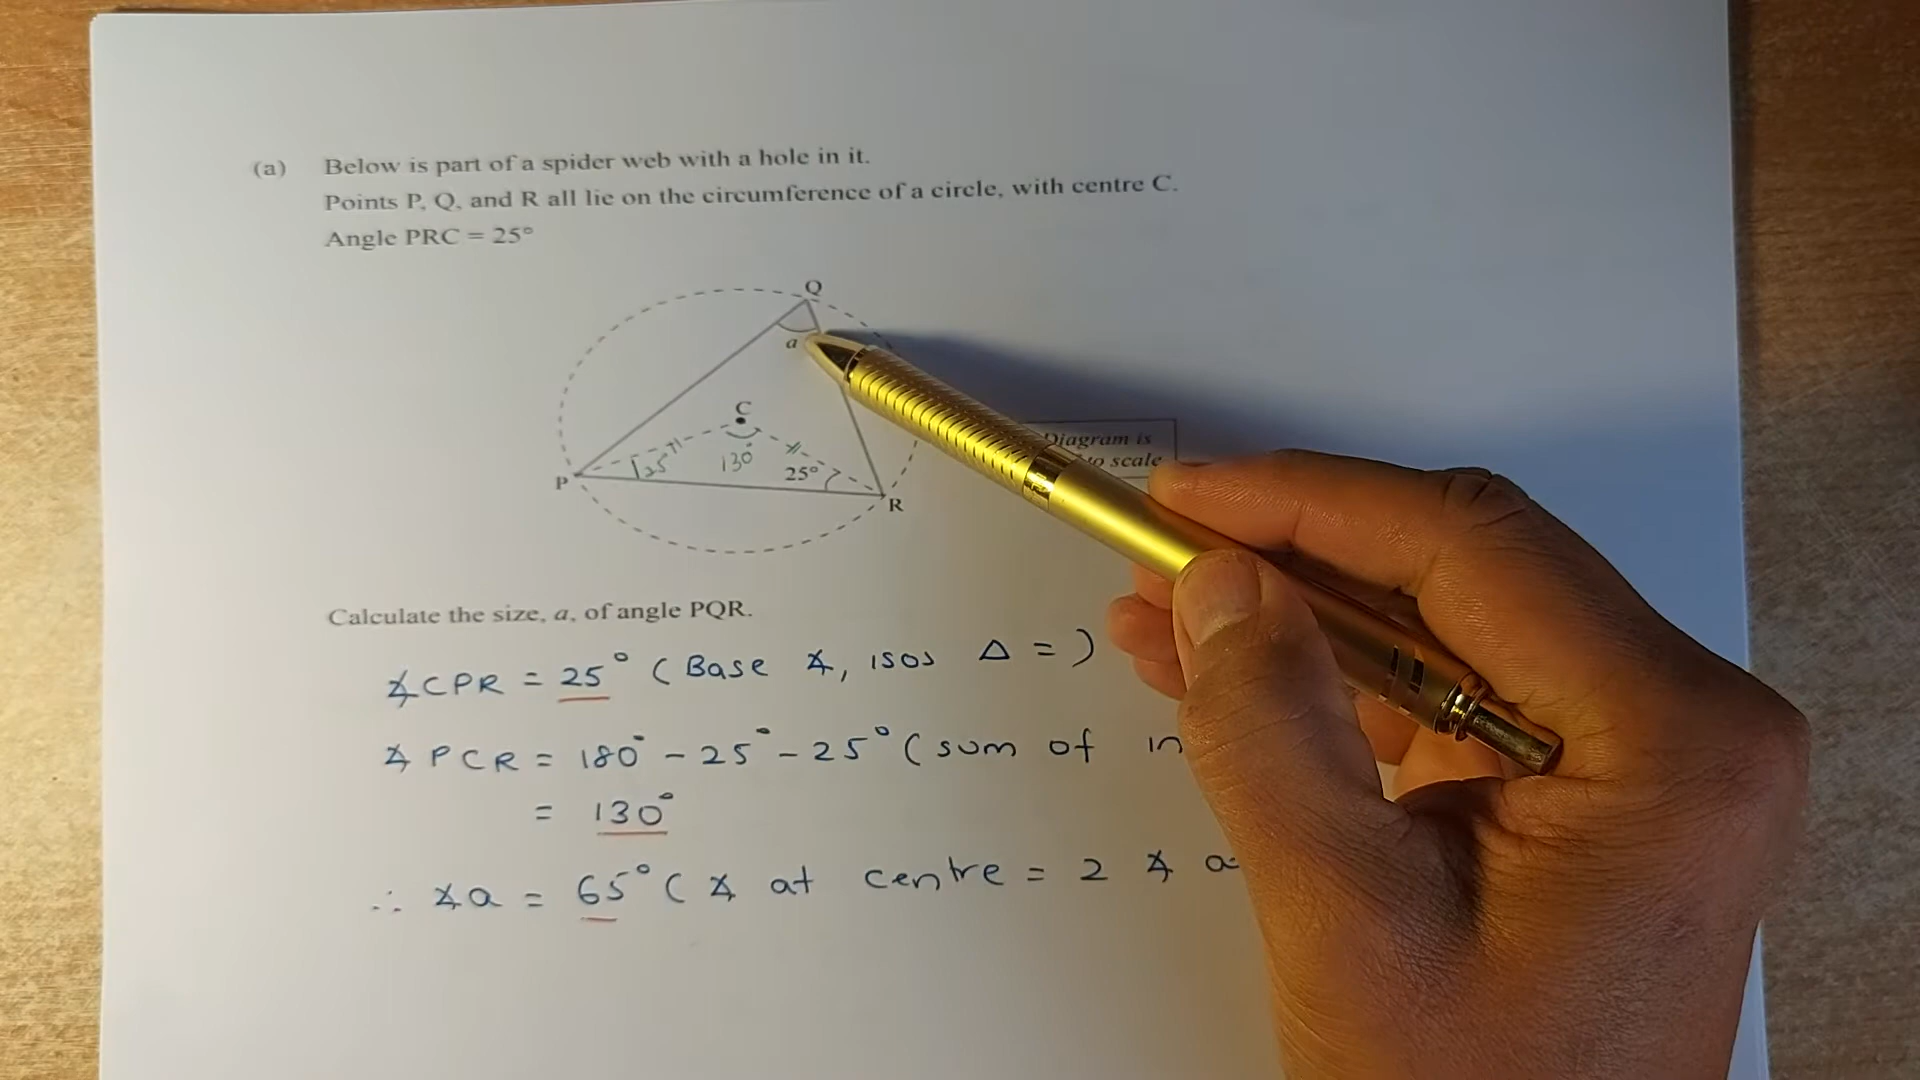 (a) Below is part of a spider web with a hole in it.
Points P, Q, and R all lie on the circumference of a circle, with centre C.
Angle PRC = 25°
Q
a
C
25°
130°
25°
P
R
Diagram is
to scale
Calculate the size, a, of angle PQR.
∡CPR = 25° (Base ∡, isos Δ =)
∡PCR = 180° - 25° - 25° (sum of in
= 130°
∴ ∡a = 65° (∡ at centre = 2 ∡ a